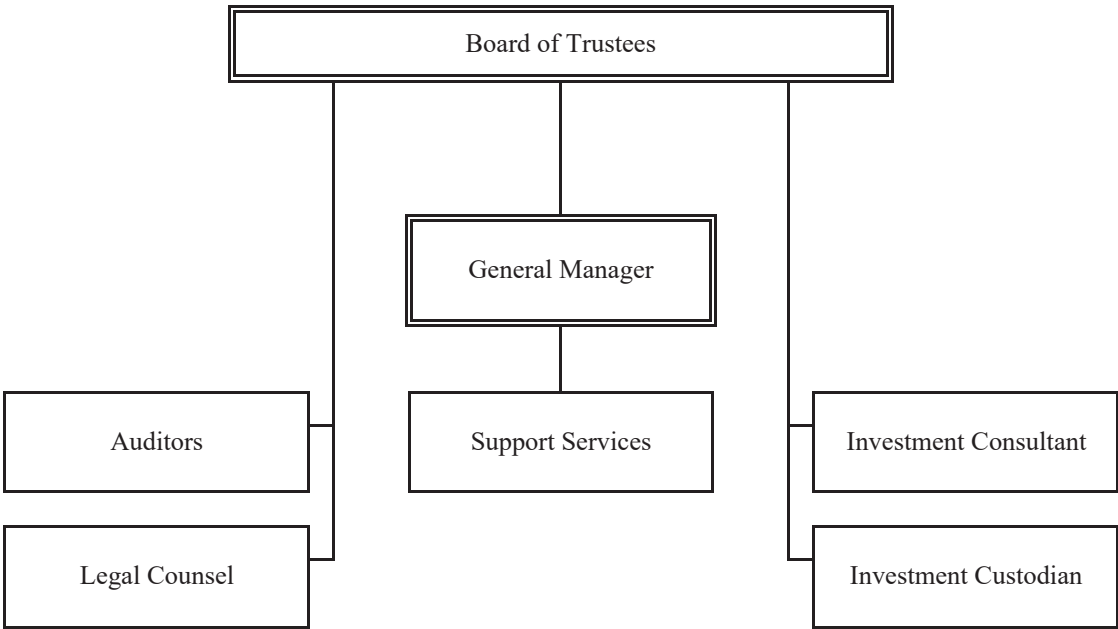 Board of Trustees
General Manager
Auditors
Support Services
Investment Consultant
Legal Counsel
Investment Custodian